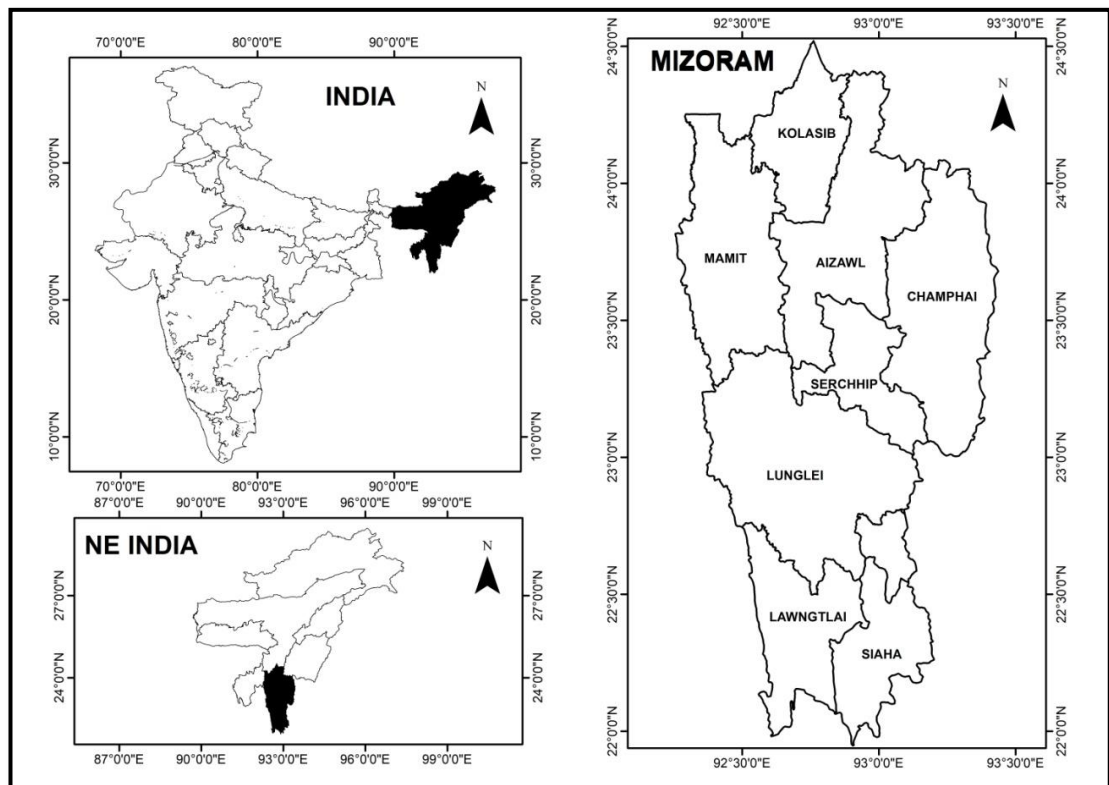 70°0'0"E 80°0'0"E 90°0'0"E
INDIA
N
30°0'0"N 30°0'0"N
20°0'0"N 20°0'0"N
10°0'0"N 10°0'0"N
70°0'0"E 80°0'0"E 90°0'0"E
87°0'0"E 90°0'0"E 93°0'0"E 96°0'0"E 99°0'0"E
NE INDIA
N
27°0'0"N 27°0'0"N
24°0'0"N 24°0'0"N
87°0'0"E 90°0'0"E 93°0'0"E 96°0'0"E 99°0'0"E
92°30'0"E 93°0'0"E 93°30'0"E
24°30'0"N 24°30'0"N
MIZORAM
N
KOLASIB
24°0'0"N 24°0'0"N
MAMIT AIZAWL
CHAMPHAI
23°30'0"N 23°30'0"N
SERCHHIP
23°0'0"N 23°0'0"N
LUNGLEI
22°30'0"N 22°30'0"N
LAWNGTLAI
SIAHA
22°0'0"N 22°0'0"N
92°30'0"E 93°0'0"E 93°30'0"E